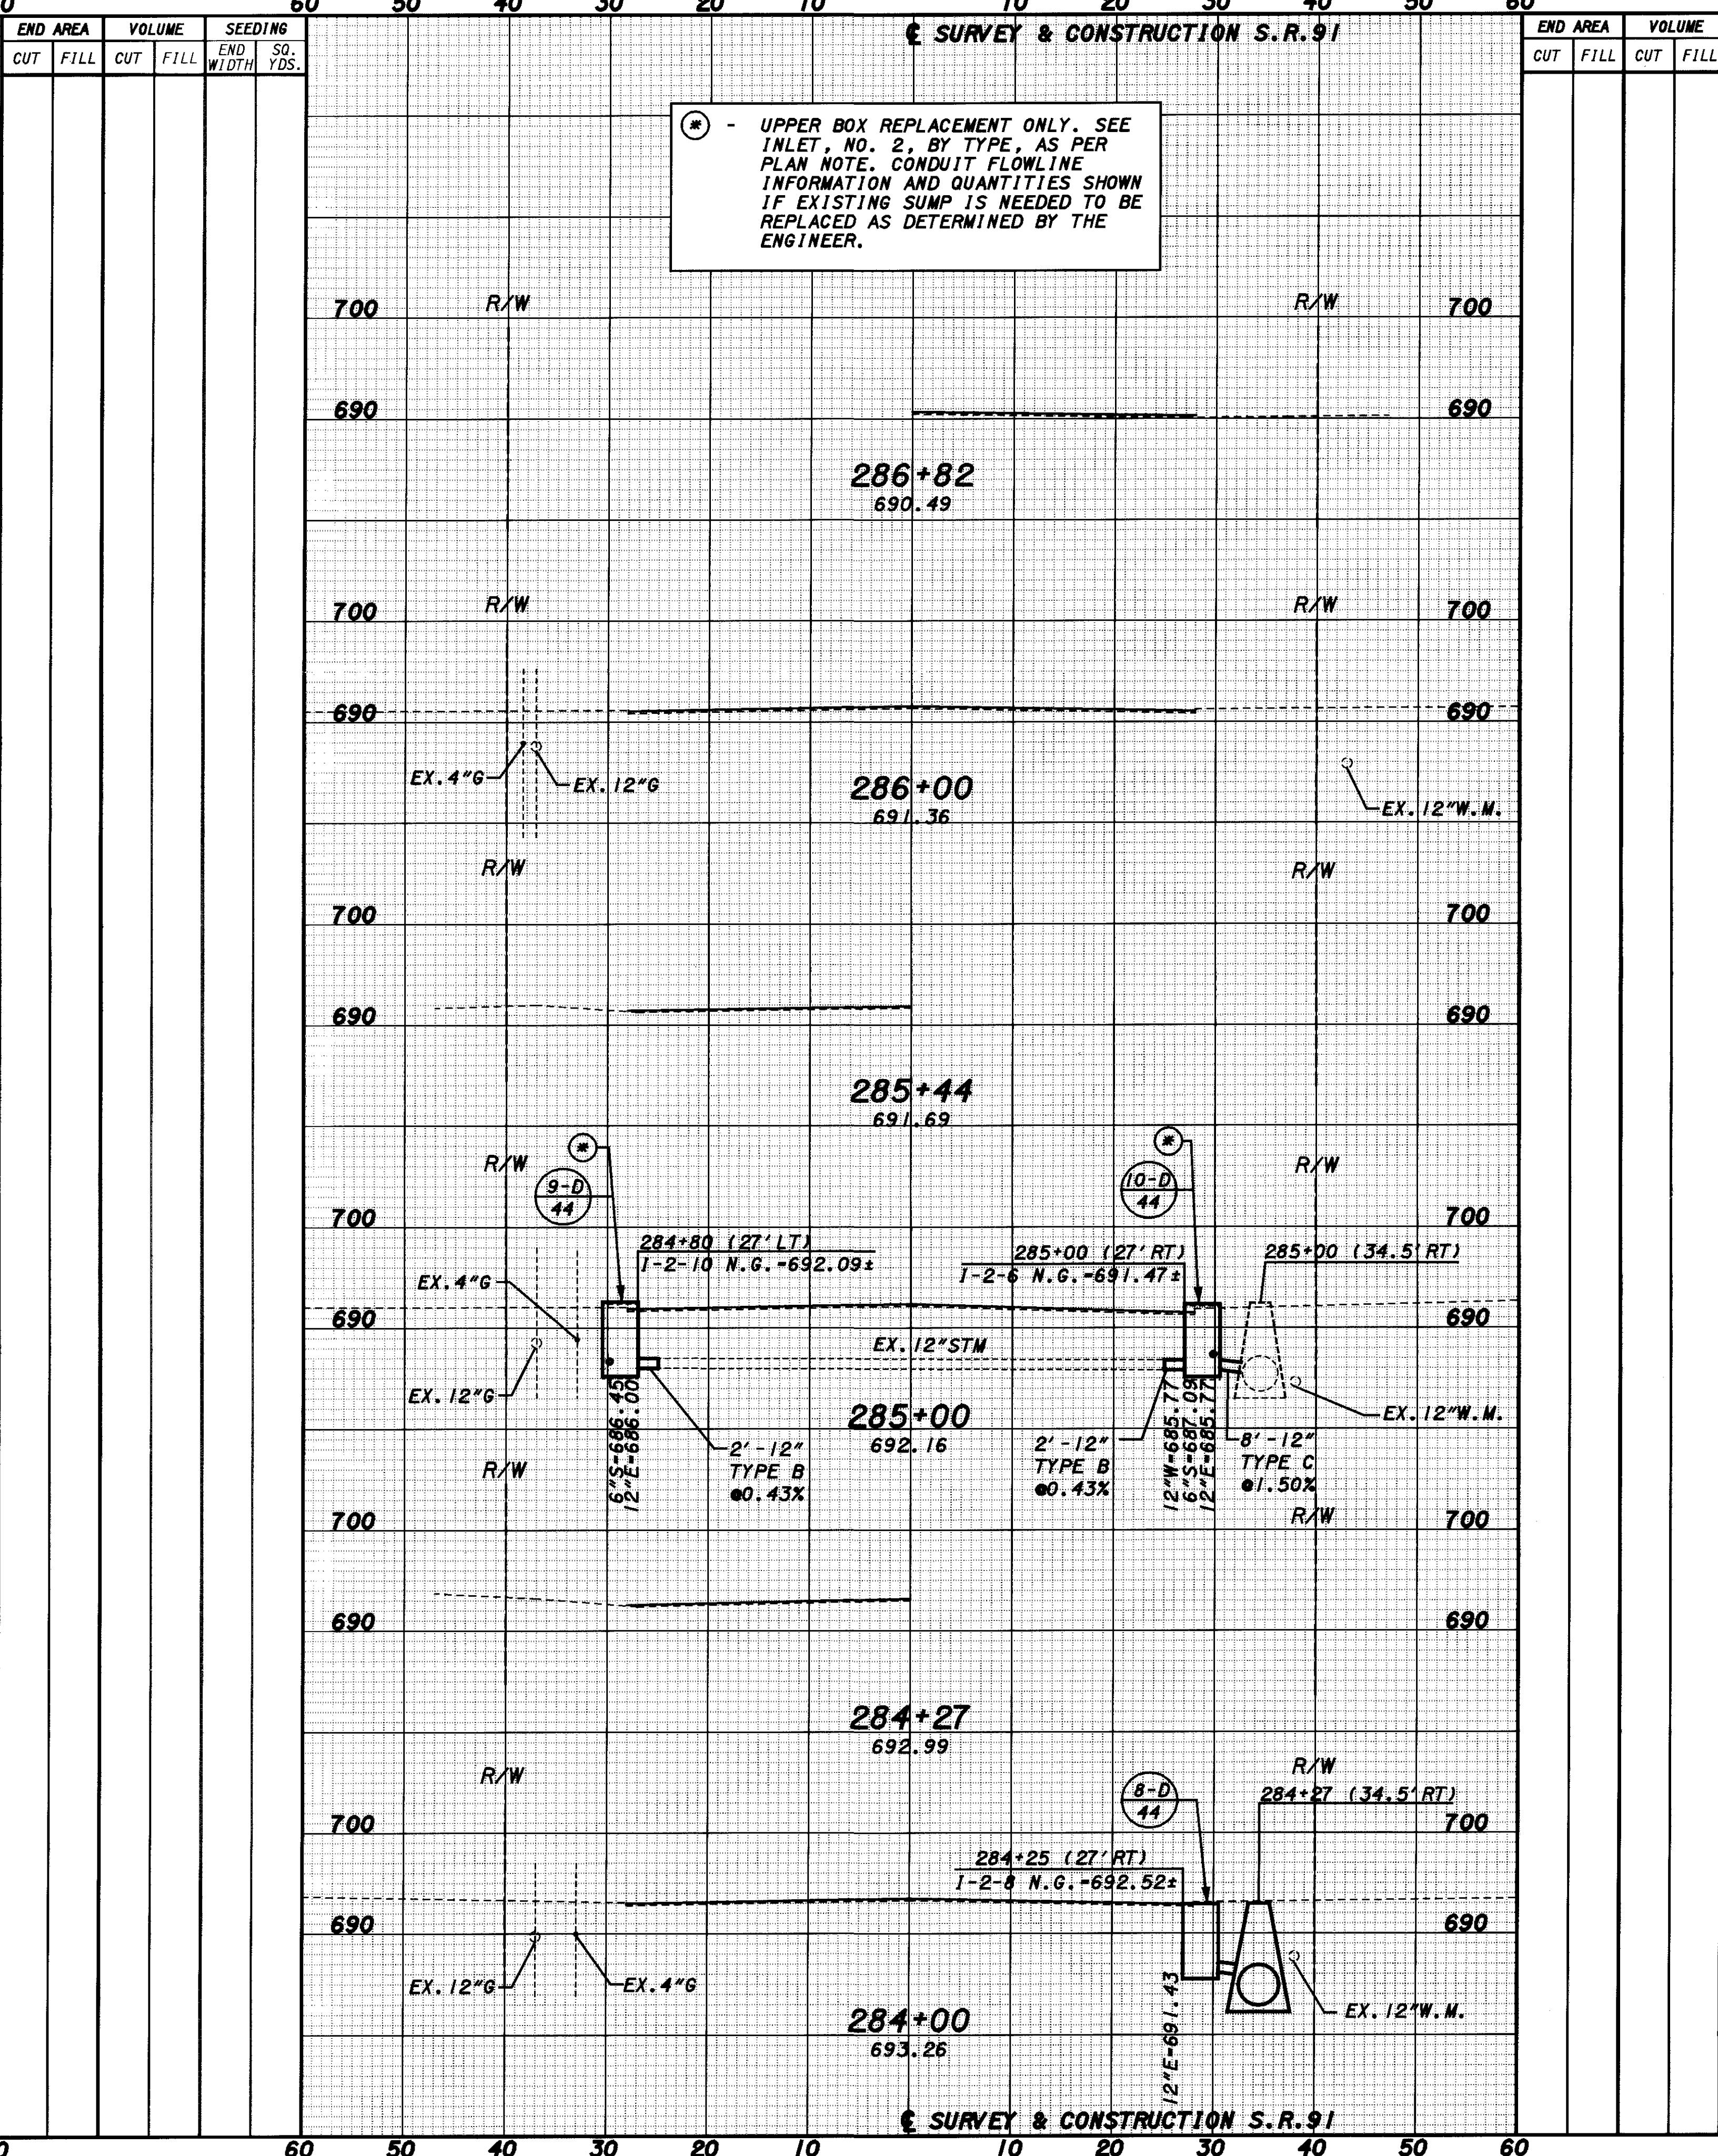 0 60 50 40 30 20 10 10 20 30 40 50 60
END AREA VOLUME SEEDING
CUT FILL CUT FILL END WIDTH SQ. YDS.
℄ SURVEY & CONSTRUCTION S.R.91
END AREA VOLUME
CUT FILL CUT FILL
* - UPPER BOX REPLACEMENT ONLY. SEE
INLET, NO. 2, BY TYPE, AS PER
PLAN NOTE. CONDUIT FLOWLINE
INFORMATION AND QUANTITIES SHOWN
IF EXISTING SUMP IS NEEDED TO BE
REPLACED AS DETERMINED BY THE
ENGINEER.
700 R/W R/W 700
690 690
286+82
690.49
R/W R/W
700 700
690 690
EX.4"G EX.12"G
286+00
691.36
EX.12"W.M.
R/W R/W
700 700
690 690
285+44
691.69
* *
R/W R/W
9-D
44
10-D
44
700 700
284+80 (27'LT)
I-2-10 N.G.=692.09±
285+00 (27'RT)
I-2-6 N.G.=691.47±
285+00 (34.5'RT)
EX.4"G
690 690
EX.12"STM
EX.12"G
6"S=686.45
12"E=686.00
285+00
692.16
12"W=685.77
6"S=687.09
12"E=685.77
EX.12"W.M.
2'-12"
TYPE B
@0.43%
2'-12"
TYPE B
@0.43%
8'-12"
TYPE C
@1.50%
R/W R/W
700 700
690 690
284+27
692.99
R/W R/W
8-D
44
284+27 (34.5'RT)
700 700
284+25 (27'RT)
I-2-8 N.G.=692.52±
690 690
EX.12"G EX.4"G
12"E=691.43
EX.12"W.M.
284+00
693.26
℄ SURVEY & CONSTRUCTION S.R.91
0 60 50 40 30 20 10 10 20 30 40 50 60